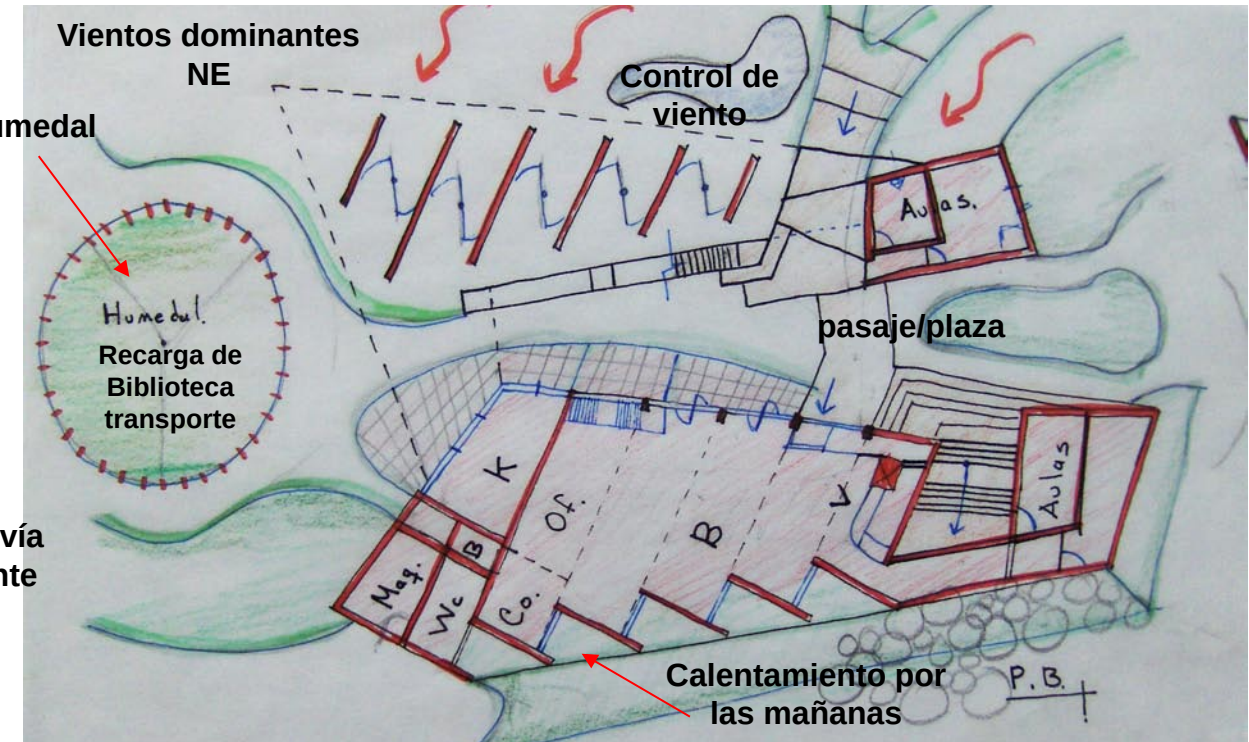 Vientos dominantes
NE
Control de
viento
umedal
Aulas.
Humedal.
Recarga de
Biblioteca
transporte
pasaje/plaza
K
Of.
B
V
Aulas
vía
nte
Maq.
B
Wc
Co.
Calentamiento por
las mañanas
P.B.